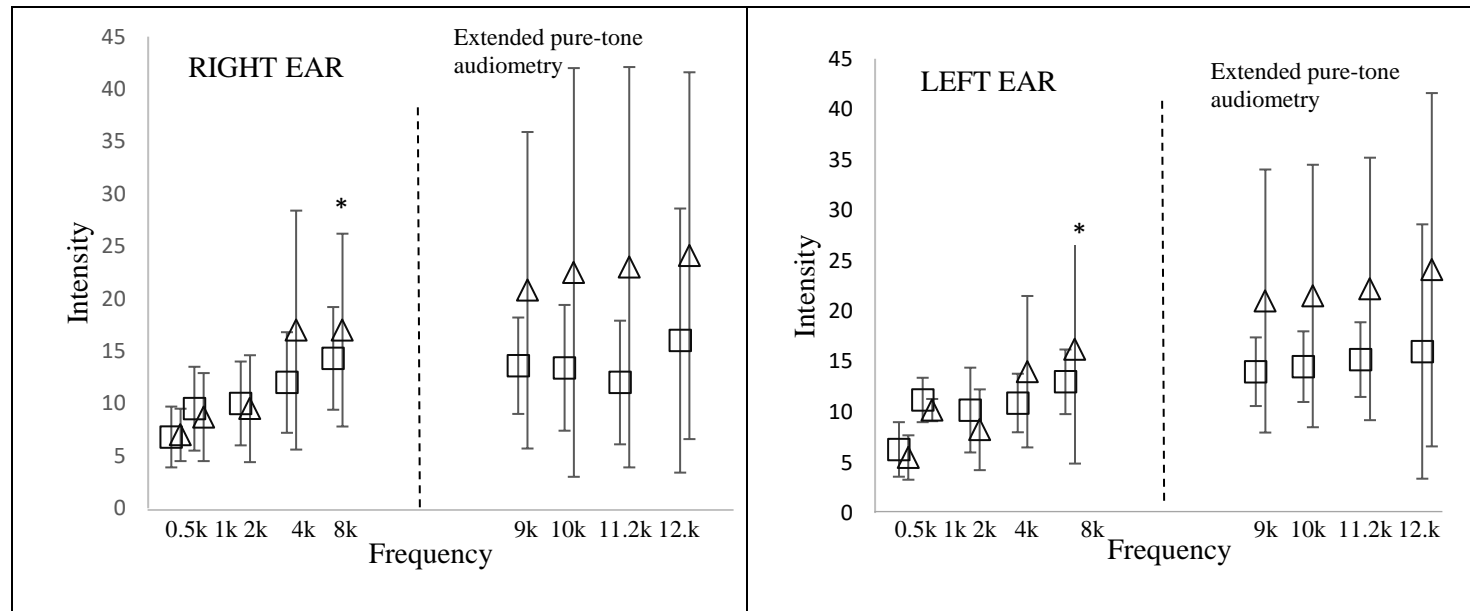 RIGHT EAR
Extended pure-tone
audiometry
Intensity
45
40
35
30
25
20
15
10
5
0
*
0.5k 1k 2k 4k 8k 9k 10k 11.2k 12.k
Frequency
LEFT EAR
Extended pure-tone
audiometry
Intensity
45
40
35
30
25
20
15
10
5
0
*
0.5k 1k 2k 4k 8k 9k 10k 11.2k 12.k
Frequency